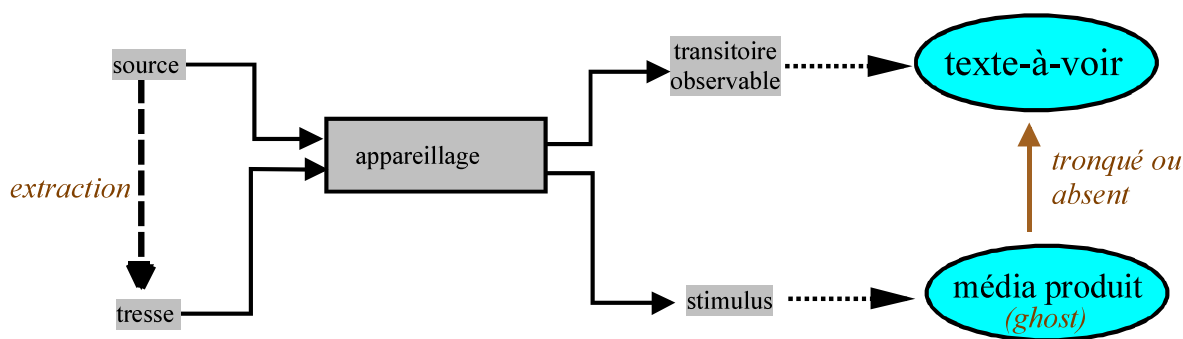 source
transitoire
observable
texte-à-voir
appareillage
extraction
tronqué ou
absent
tresse
stimulus
média produit
(ghost)